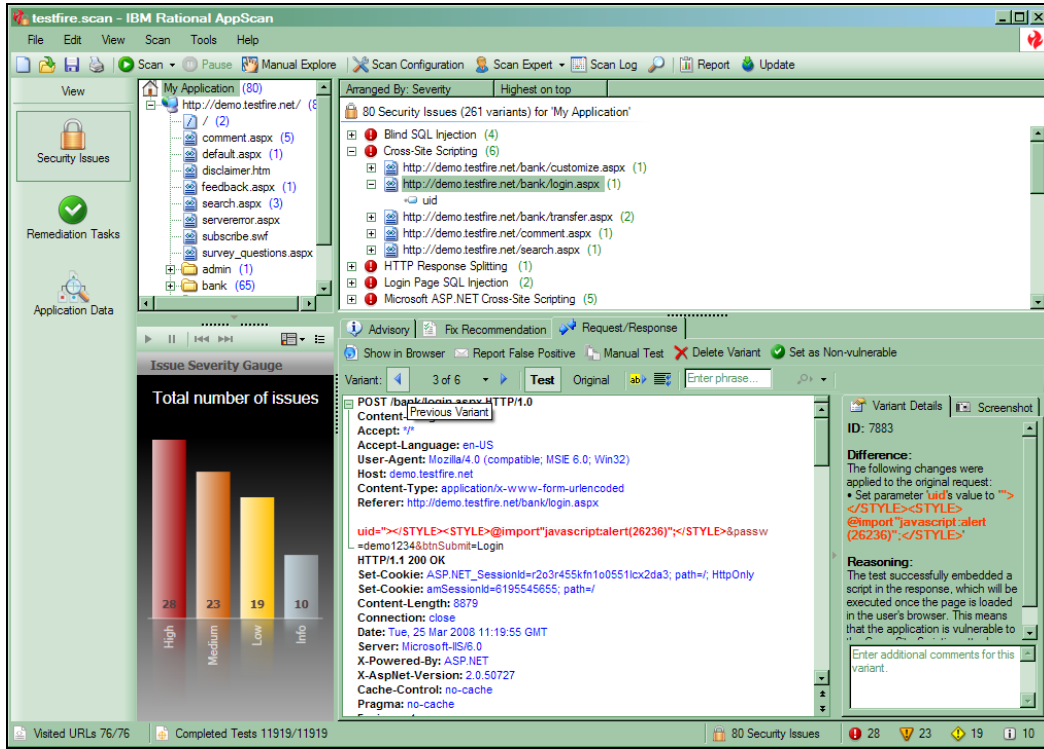 testfire.scan - IBM Rational AppScan
File Edit View Scan Tools Help
Scan Pause Manual Explore Scan Configuration Scan Expert Scan Log Report Update
View
Security Issues
Remediation Tasks
Application Data
My Application (80)
http://demo.testfire.net/ (8
/ (2)
comment.aspx (5)
default.aspx (1)
disclaimer.htm
feedback.aspx (1)
search.aspx (3)
servererror.aspx
subscribe.swf
survey_questions.aspx
admin (1)
bank (65)
Arranged By: Severity Highest on top
80 Security Issues (261 variants) for 'My Application'
Blind SQL Injection (4)
Cross-Site Scripting (6)
http://demo.testfire.net/bank/customize.aspx (1)
http://demo.testfire.net/bank/login.aspx (1)
uid
http://demo.testfire.net/bank/transfer.aspx (2)
http://demo.testfire.net/comment.aspx (1)
http://demo.testfire.net/search.aspx (1)
HTTP Response Splitting (1)
Login Page SQL Injection (2)
Microsoft ASP.NET Cross-Site Scripting (5)
Issue Severity Gauge
Total number of issues
28 23 19 10
High Medium Low Info
Advisory Fix Recommendation Request/Response
Show in Browser Report False Positive Manual Test Delete Variant Set as Non-vulnerable
Variant: 3 of 6 Test Original ab Enter phrase...
POST /bank/login.aspx HTTP/1.0
Previous Variant
Content-
Accept: */*
Accept-Language: en-US
User-Agent: Mozilla/4.0 (compatible; MSIE 6.0; Win32)
Host: demo.testfire.net
Content-Type: application/x-www-form-urlencoded
Referer: http://demo.testfire.net/bank/login.aspx
uid="></STYLE><STYLE>@import"javascript:alert(26236)";</STYLE>&passw
=demo1234&btnSubmit=Login
HTTP/1.1 200 OK
Set-Cookie: ASP.NET_SessionId=r2o3r455kfn1o0551lcx2da3; path=/; HttpOnly
Set-Cookie: amSessionId=6195545655; path=/
Content-Length: 8879
Connection: close
Date: Tue, 25 Mar 2008 11:19:55 GMT
Server: Microsoft-IIS/6.0
X-Powered-By: ASP.NET
X-AspNet-Version: 2.0.50727
Cache-Control: no-cache
Pragma: no-cache
Variant Details Screenshot
ID: 7883
Difference:
The following changes were
applied to the original request:
• Set parameter 'uid's value to '">
</STYLE><STYLE>
@import"javascript:alert
(26236)";</STYLE>'
Reasoning:
The test successfully embedded a
script in the response, which will be
executed once the page is loaded
in the user's browser. This means
that the application is vulnerable to
Enter additional comments for this
variant.
Visited URLs 76/76 Completed Tests 11919/11919 80 Security Issues 28 23 19 10